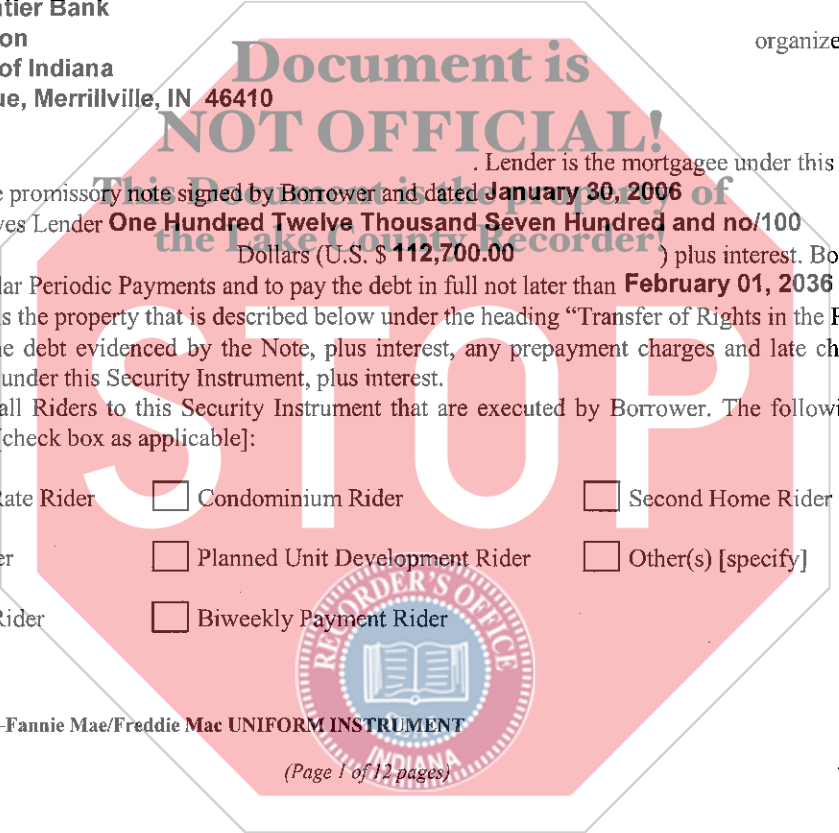 tier Bank
on
organize
of Indiana
ue, Merrillville, IN 46410
Document is
NOT OFFICIAL!
. Lender is the mortgagee under this
e promissory note signed by Borrower and dated January 30, 2006
This Document is the property of
ves Lender One Hundred Twelve Thousand Seven Hundred and no/100
the Lake County Recorder!
Dollars (U.S. $ 112,700.00 ) plus interest. Bo
lar Periodic Payments and to pay the debt in full not later than February 01, 2036
s the property that is described below under the heading “Transfer of Rights in the P
ne debt evidenced by the Note, plus interest, any prepayment charges and late ch
under this Security Instrument, plus interest.
all Riders to this Security Instrument that are executed by Borrower. The followi
[check box as applicable]:
STOP
Rate Rider Condominium Rider Second Home Rider
er Planned Unit Development Rider Other(s) [specify]
Rider Biweekly Payment Rider
RECORDER'S OFFICE
SEAL
INDIANA
–Fannie Mae/Freddie Mac UNIFORM INSTRUMENT
(Page 1 of 12 pages)